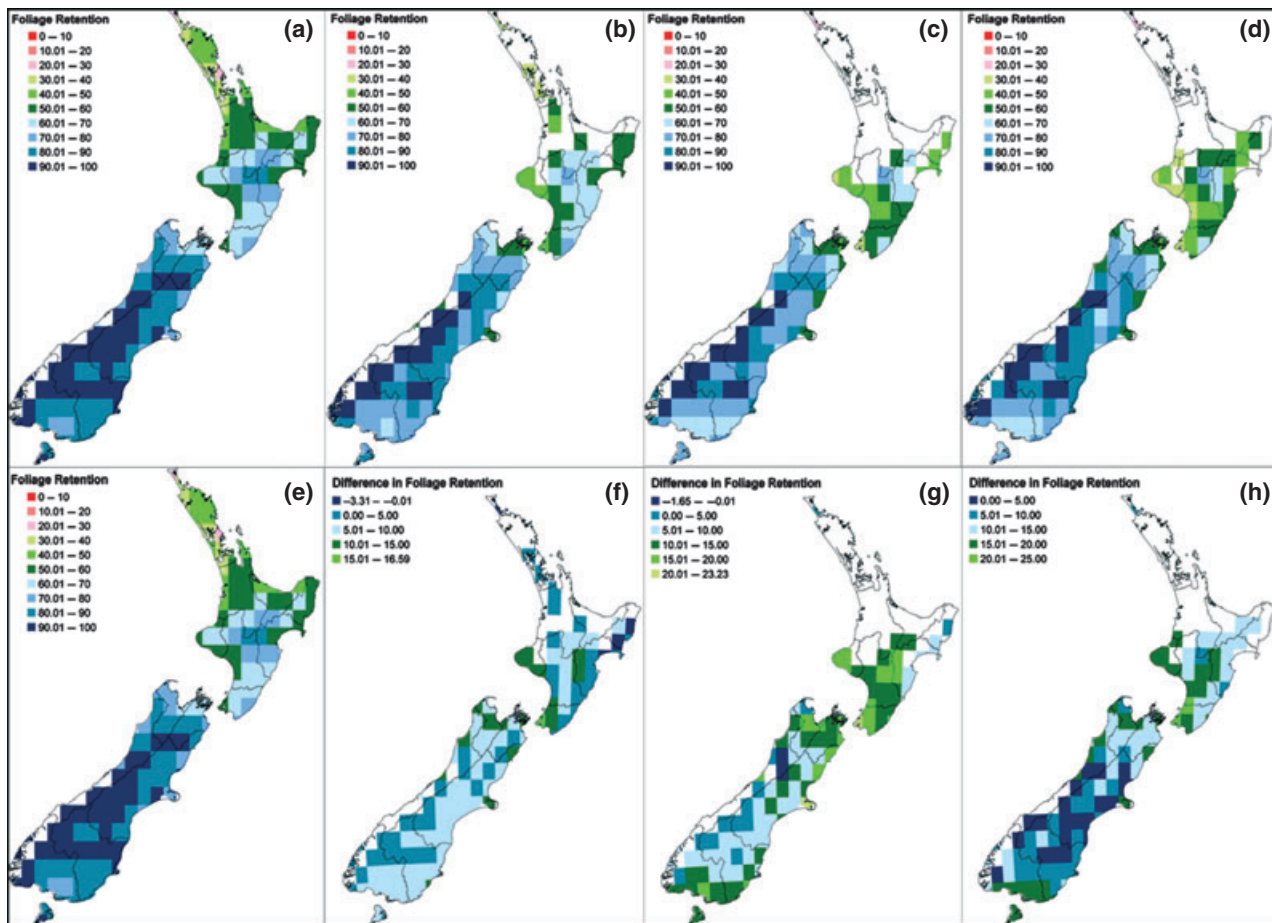 Foliage Retention
(a)
0 – 10
10.01 – 20
20.01 – 30
30.01 – 40
40.01 – 50
50.01 – 60
60.01 – 70
70.01 – 80
80.01 – 90
90.01 – 100
Foliage Retention
(b)
0 – 10
10.01 – 20
20.01 – 30
30.01 – 40
40.01 – 50
50.01 – 60
60.01 – 70
70.01 – 80
80.01 – 90
90.01 – 100
Foliage Retention
(c)
0 – 10
10.01 – 20
20.01 – 30
30.01 – 40
40.01 – 50
50.01 – 60
60.01 – 70
70.01 – 80
80.01 – 90
90.01 – 100
Foliage Retention
(d)
0 – 10
10.01 – 20
20.01 – 30
30.01 – 40
40.01 – 50
50.01 – 60
60.01 – 70
70.01 – 80
80.01 – 90
90.01 – 100
Foliage Retention
(e)
0 – 10
10.01 – 20
20.01 – 30
30.01 – 40
40.01 – 50
50.01 – 60
60.01 – 70
70.01 – 80
80.01 – 90
90.01 – 100
Difference in Foliage Retention
(f)
–3.31 – –0.01
0.00 – 5.00
5.01 – 10.00
10.01 – 15.00
15.01 – 16.59
Difference in Foliage Retention
(g)
–1.65 – –0.01
0.00 – 5.00
5.01 – 10.00
10.01 – 15.00
15.01 – 20.00
20.01 – 23.23
Difference in Foliage Retention
(h)
0.00 – 5.00
5.01 – 10.00
10.01 – 15.00
15.01 – 20.00
20.01 – 25.00